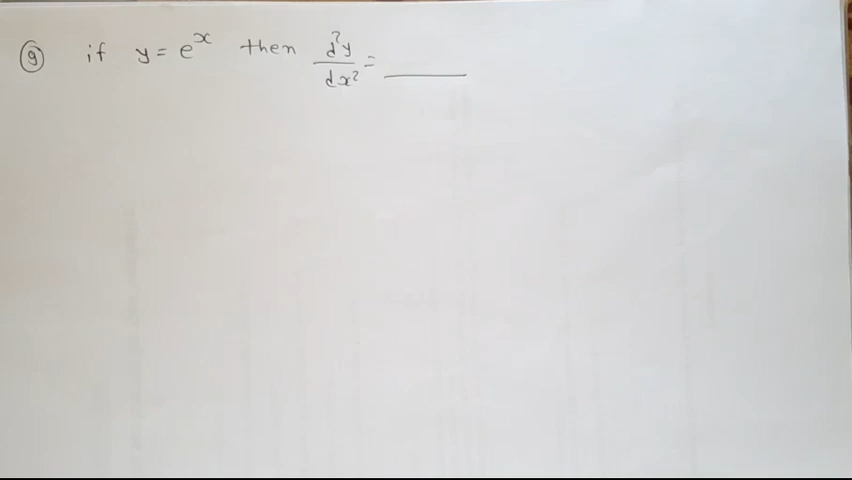 ⑨ if y = e^x then d²y/dx² = ______